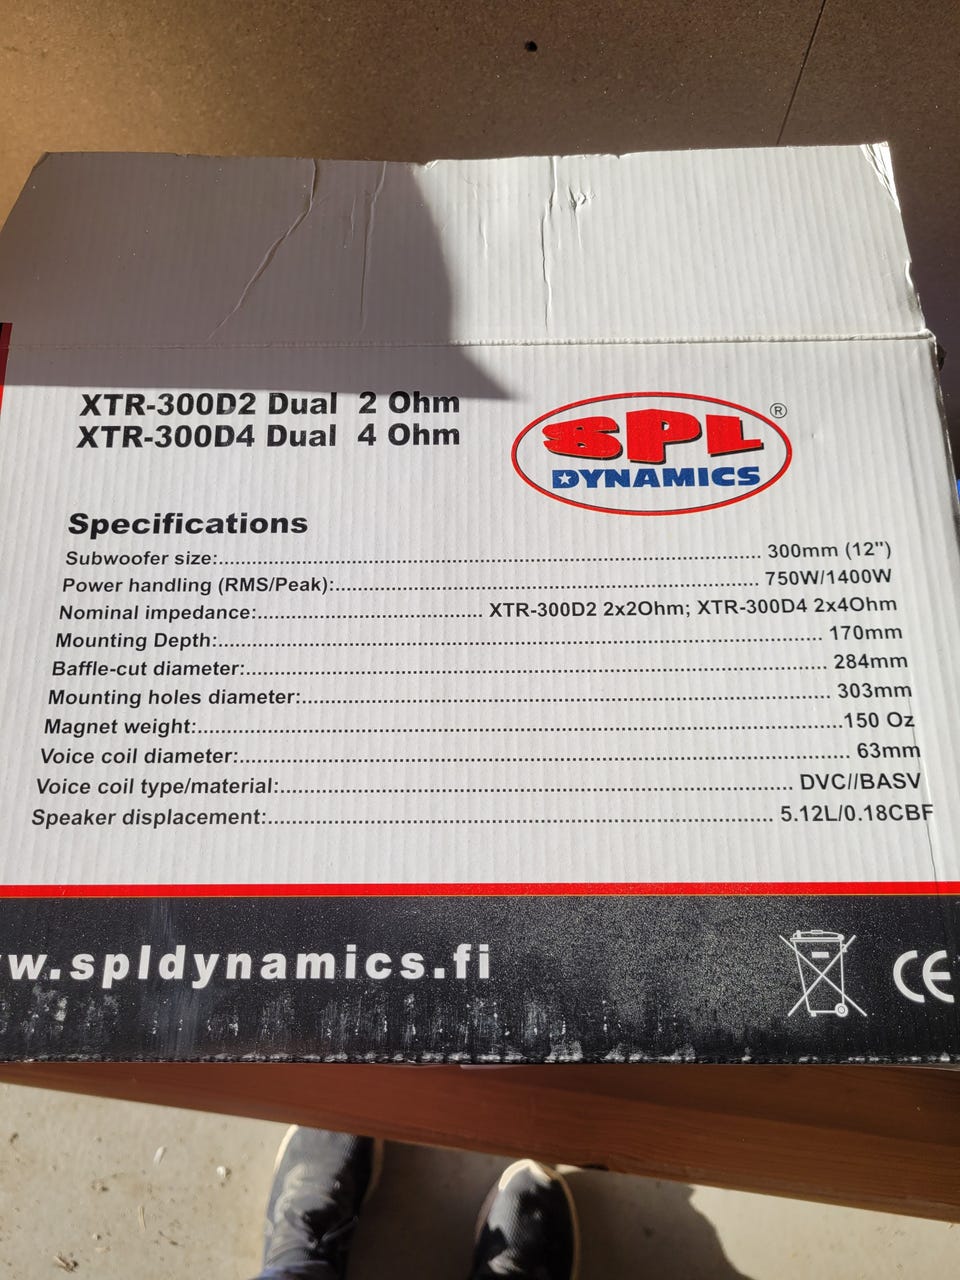 XTR-300D2 Dual 2 Ohm
XTR-300D4 Dual 4 Ohm
SPL
DYNAMICS
®
Specifications
Subwoofer size:........ 300mm (12")
Power handling (RMS/Peak):........ 750W/1400W
Nominal impedance:........ XTR-300D2 2x2Ohm; XTR-300D4 2x4Ohm
Mounting Depth:........ 170mm
Baffle-cut diameter:........ 284mm
Mounting holes diameter:........ 303mm
Magnet weight:........150 Oz
Voice coil diameter:........ 63mm
Voice coil type/material:........ DVC//BASV
Speaker displacement:........ 5.12L/0.18CBF
w.spldynamics.fi
CE